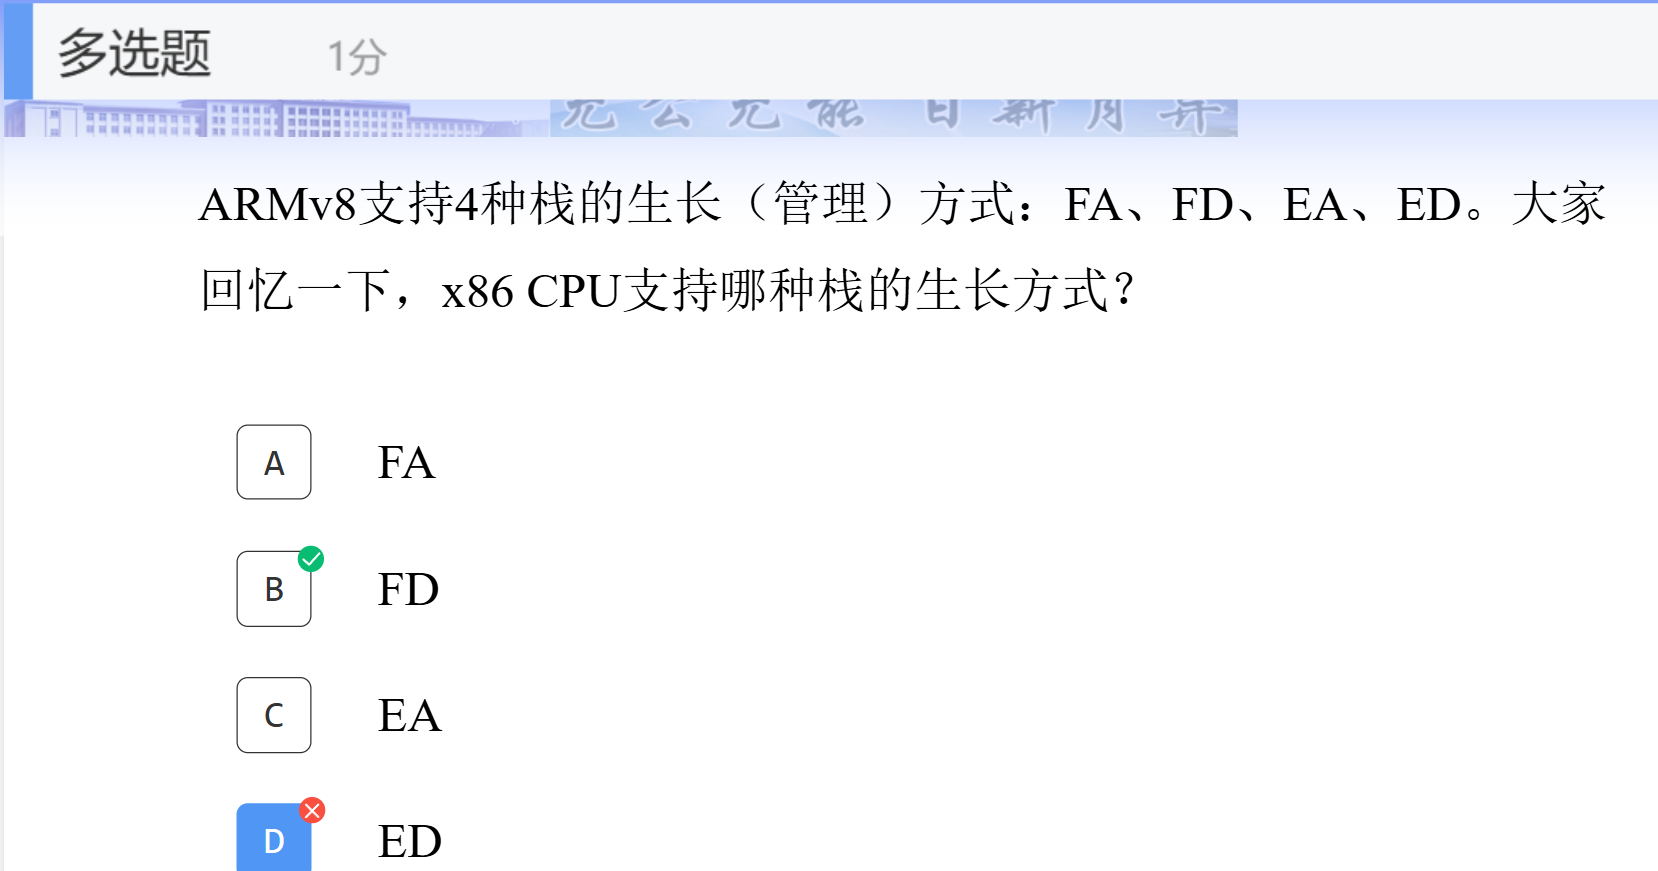 多选题 1分
ARMv8支持4种栈的生长（管理）方式：FA、FD、EA、ED。大家
回忆一下，x86 CPU支持哪种栈的生长方式？
A FA
B FD
C EA
D ED